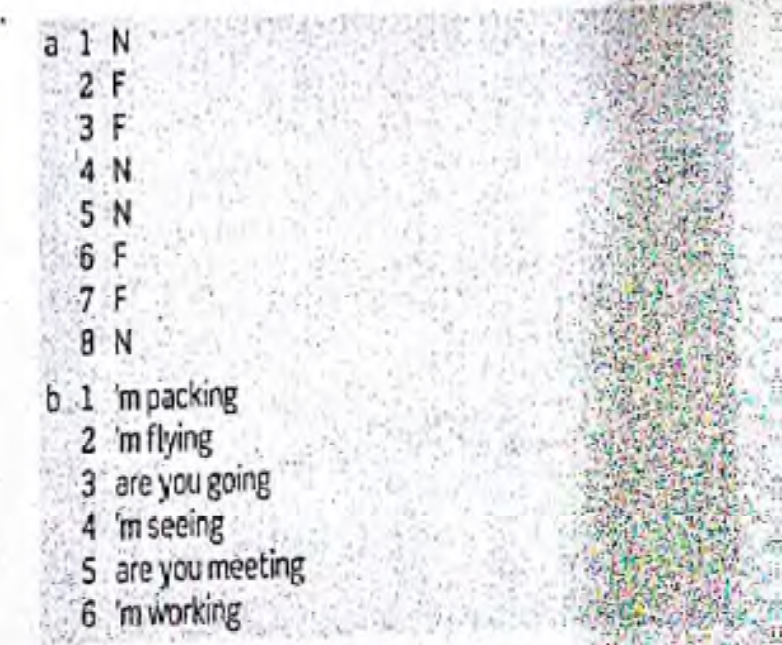 a 1 N
2 F
3 F
4 N
5 N
6 F
7 F
8 N
b 1 'm packing
2 'm flying
3 are you going
4 'm seeing
5 are you meeting
6 'm working